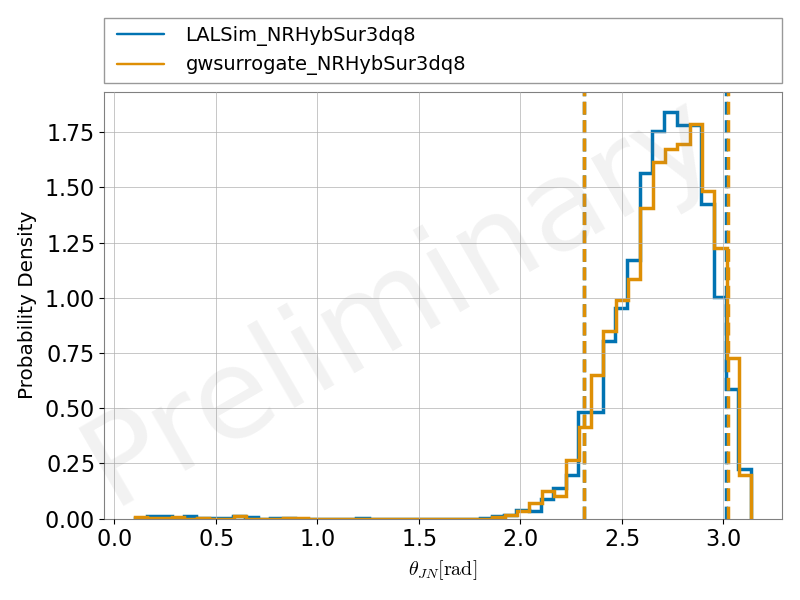 LALSim_NRHybSur3dq8
gwsurrogate_NRHybSur3dq8
Preliminary
Probability Density
1.75
1.50
1.25
1.00
0.75
0.50
0.25
0.00
0.0 0.5 1.0 1.5 2.0 2.5 3.0
θ_JN[rad]